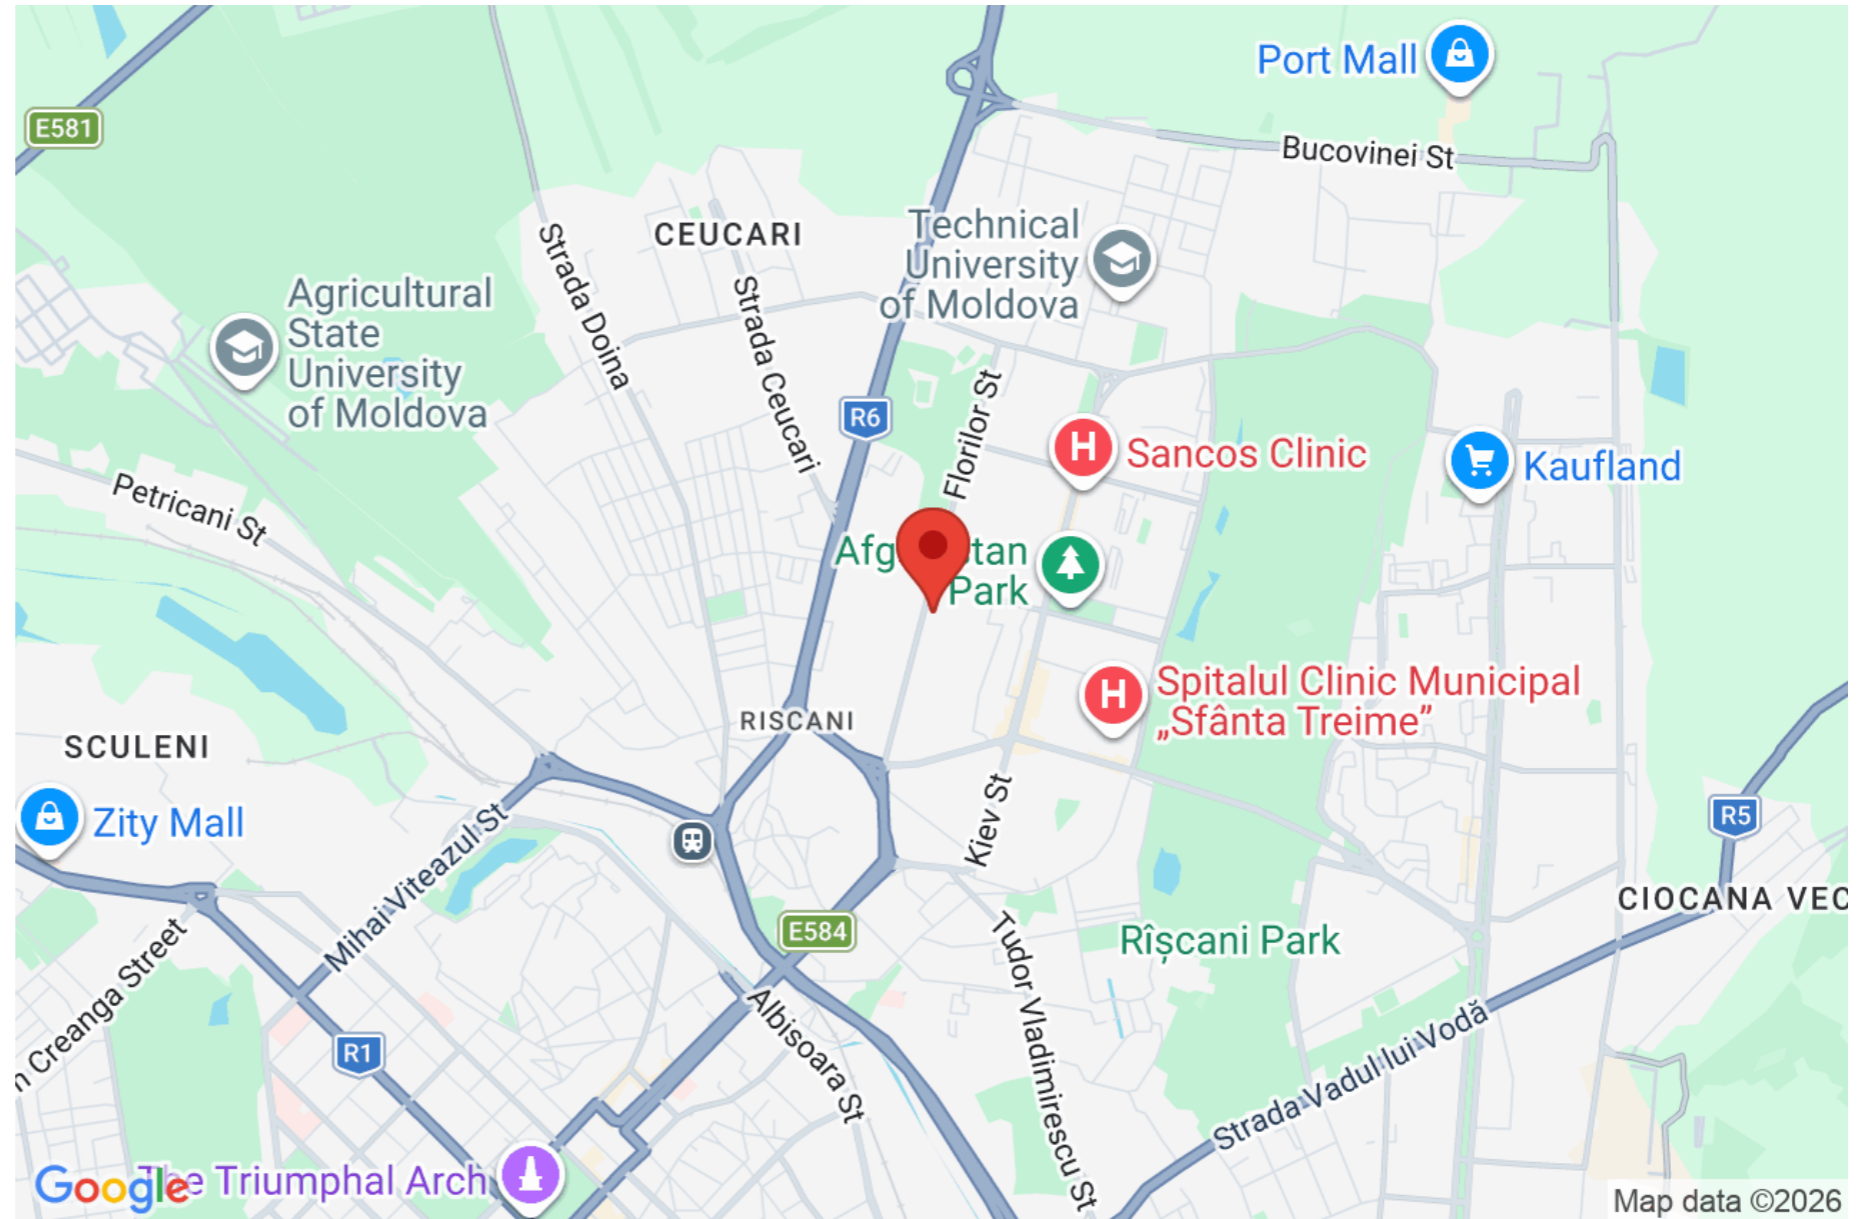 Port Mall
E581
Bucovinei St
CEUCARI
Technical
University
of Moldova
Strada Doina
Agricultural
State
University
of Moldova
Strada Ceucari
Florilor St
R6
Sancos Clinic
Kaufland
Petricani St
Park
Spitalul Clinic Municipal
„Sfânta Treime”
RISCANI
SCULENI
Zity Mall
Mihai Viteazul St
Kiev St
R5
CIOCANA VEC
E584
Rîșcani Park
Creanga Street
Tudor Vladimirescu St
Albisoara St
R1
Strada Vadul lui Vodă
Triumphal Arch
Google
Map data ©2026